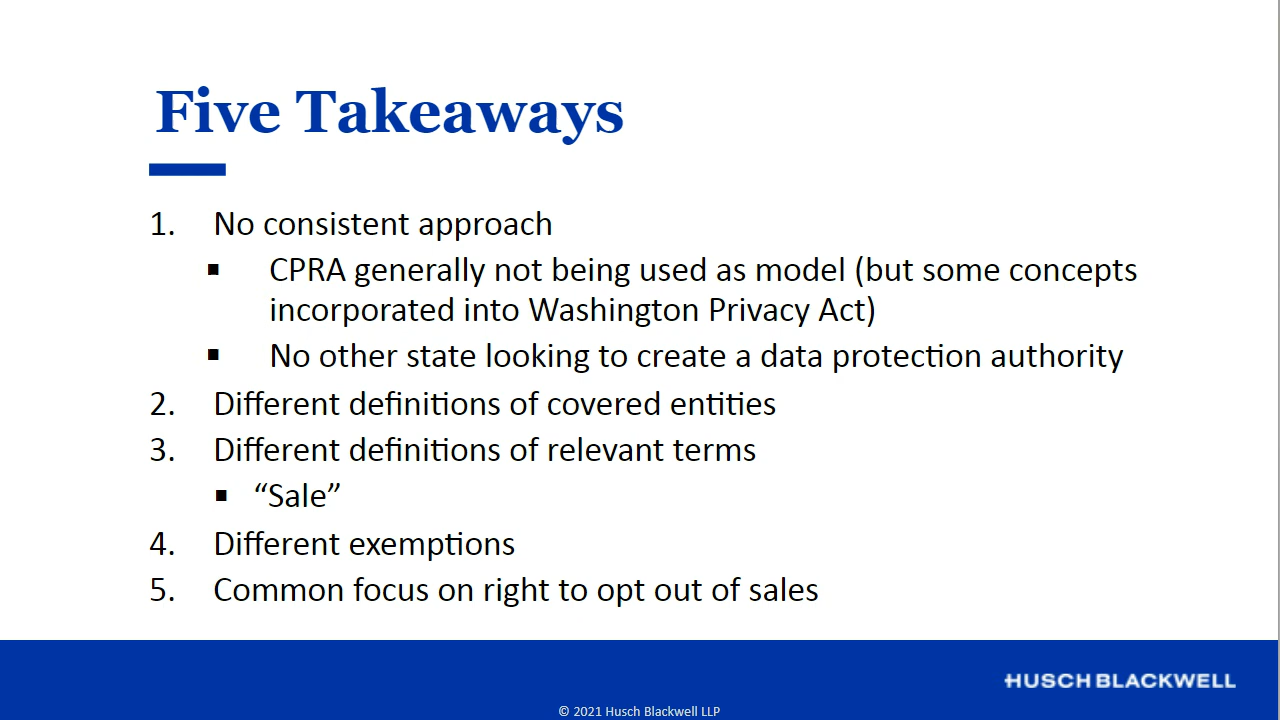 Five Takeaways
1. No consistent approach
▪ CPRA generally not being used as model (but some concepts
incorporated into Washington Privacy Act)
▪ No other state looking to create a data protection authority
2. Different definitions of covered entities
3. Different definitions of relevant terms
▪ “Sale”
4. Different exemptions
5. Common focus on right to opt out of sales
HUSCH BLACKWELL
© 2021 Husch Blackwell LLP